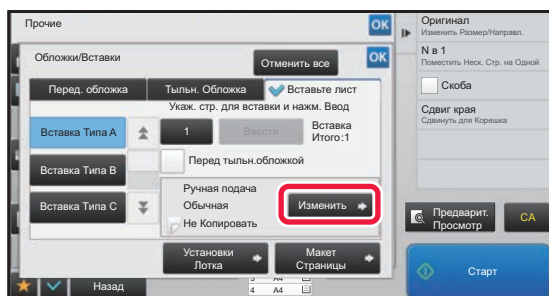 Прочие
OK
Обложки/Вставки
Отменить все
OK
Перед. обложка
Тыльн. Обложка
Вставьте лист
Укаж. стр. для вставки и нажм. Ввод
Вставка Типа A
1
Ввести
Вставка
Итого:1
Перед тыльн.обложкой
Вставка Типа B
Вставка Типа C
Ручная подача
Обычная
Не Копировать
Изменить
Установки
Лотка
Макет
Страницы
Назад
3 A4
4 A4
Оригинал
Изменить Размер/Направл.
N в 1
Поместить Неск. Стр. на Одной
Скоба
Сдвиг края
Сдвинуть для Корешка
Предварит.
Просмотр
CA
Старт